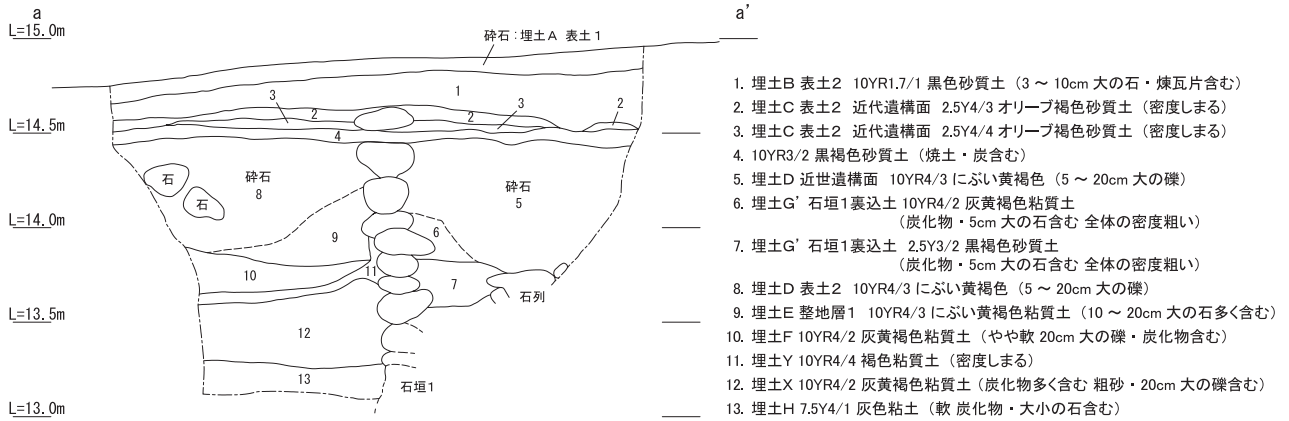 a
a’
L=15.0m
砕石：埋土A 表土1
1
3
2
2
3
2
L=14.5m
4
石
砕石
8
石
砕石
5
L=14.0m
9
6
10
11
7
石列
L=13.5m
12
13
石垣1
L=13.0m
1. 埋土B 表土2 10YR1.7/1 黒色砂質土（3 ～ 10cm 大の石・煉瓦片含む）
2. 埋土C 表土2 近代遺構面 2.5Y4/3 オリーブ褐色砂質土（密度しまる）
3. 埋土C 表土2 近代遺構面 2.5Y4/4 オリーブ褐色砂質土（密度しまる）
4. 10YR3/2 黒褐色砂質土（焼土・炭含む）
5. 埋土D 近世遺構面 10YR4/3 にぶい黄褐色（5 ～ 20cm 大の礫）
6. 埋土G’ 石垣1裏込土 10YR4/2 灰黄褐色粘質土
（炭化物・5cm 大の石含む 全体の密度粗い）
7. 埋土G’ 石垣1裏込土 2.5Y3/2 黒褐色砂質土
（炭化物・5cm 大の石含む 全体の密度粗い）
8. 埋土D 表土2 10YR4/3 にぶい黄褐色（5 ～ 20cm 大の礫）
9. 埋土E 整地層1 10YR4/3 にぶい黄褐色粘質土（10 ～ 20cm 大の石多く含む）
10. 埋土F 10YR4/2 灰黄褐色粘質土（やや軟 20cm 大の礫・炭化物含む）
11. 埋土Y 10YR4/4 褐色粘質土（密度しまる）
12. 埋土X 10YR4/2 灰黄褐色粘質土（炭化物多く含む 粗砂・20cm 大の礫含む）
13. 埋土H 7.5Y4/1 灰色粘土（軟 炭化物・大小の石含む）